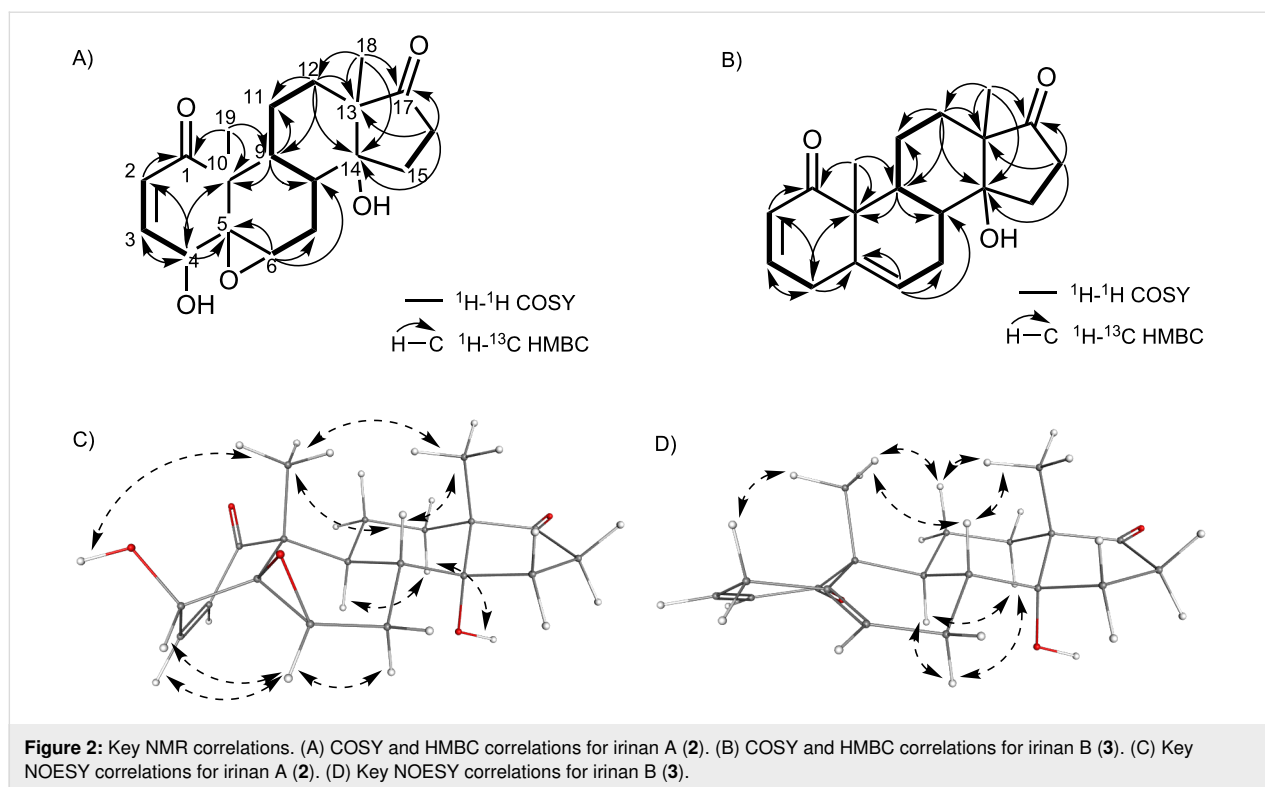 A)
18
O
12
11
13
17
O
19
9
2
10
1
14
15
OH
5
3
4
6
O
OH
¹H-¹H COSY
H—C ¹H-¹³C HMBC
B)
O
O
OH
¹H-¹H COSY
H—C ¹H-¹³C HMBC
C)
D)
Figure 2: Key NMR correlations. (A) COSY and HMBC correlations for irinan A (2). (B) COSY and HMBC correlations for irinan B (3). (C) Key
NOESY correlations for irinan A (2). (D) Key NOESY correlations for irinan B (3).